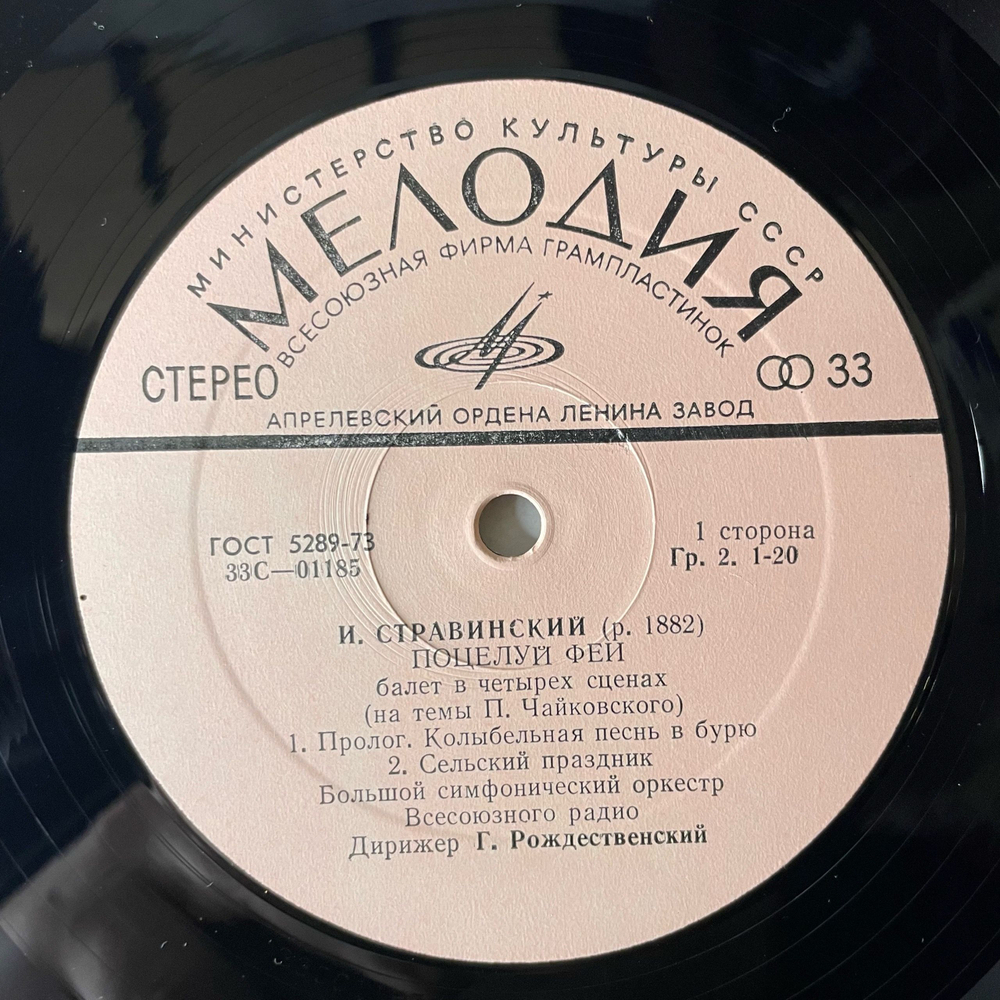 МИНИСТЕРСТВО КУЛЬТУРЫ СССР
МЕЛОДИЯ
ВСЕСОЮЗНАЯ ФИРМА ГРАМПЛАСТИНОК
СТЕРЕО
33
АПРЕЛЕВСКИЙ ОРДЕНА ЛЕНИНА ЗАВОД
ГОСТ 5289-73
33С—01185
1 сторона
Гр. 2. 1-20
И. СТРАВИНСКИЙ (р. 1882)
ПОЦЕЛУЙ ФЕИ
балет в четырех сценах
(на темы П. Чайковского)
1. Пролог. Колыбельная песнь в бурю
2. Сельский праздник
Большой симфонический оркестр
Всесоюзного радио
Дирижер Г. Рождественский